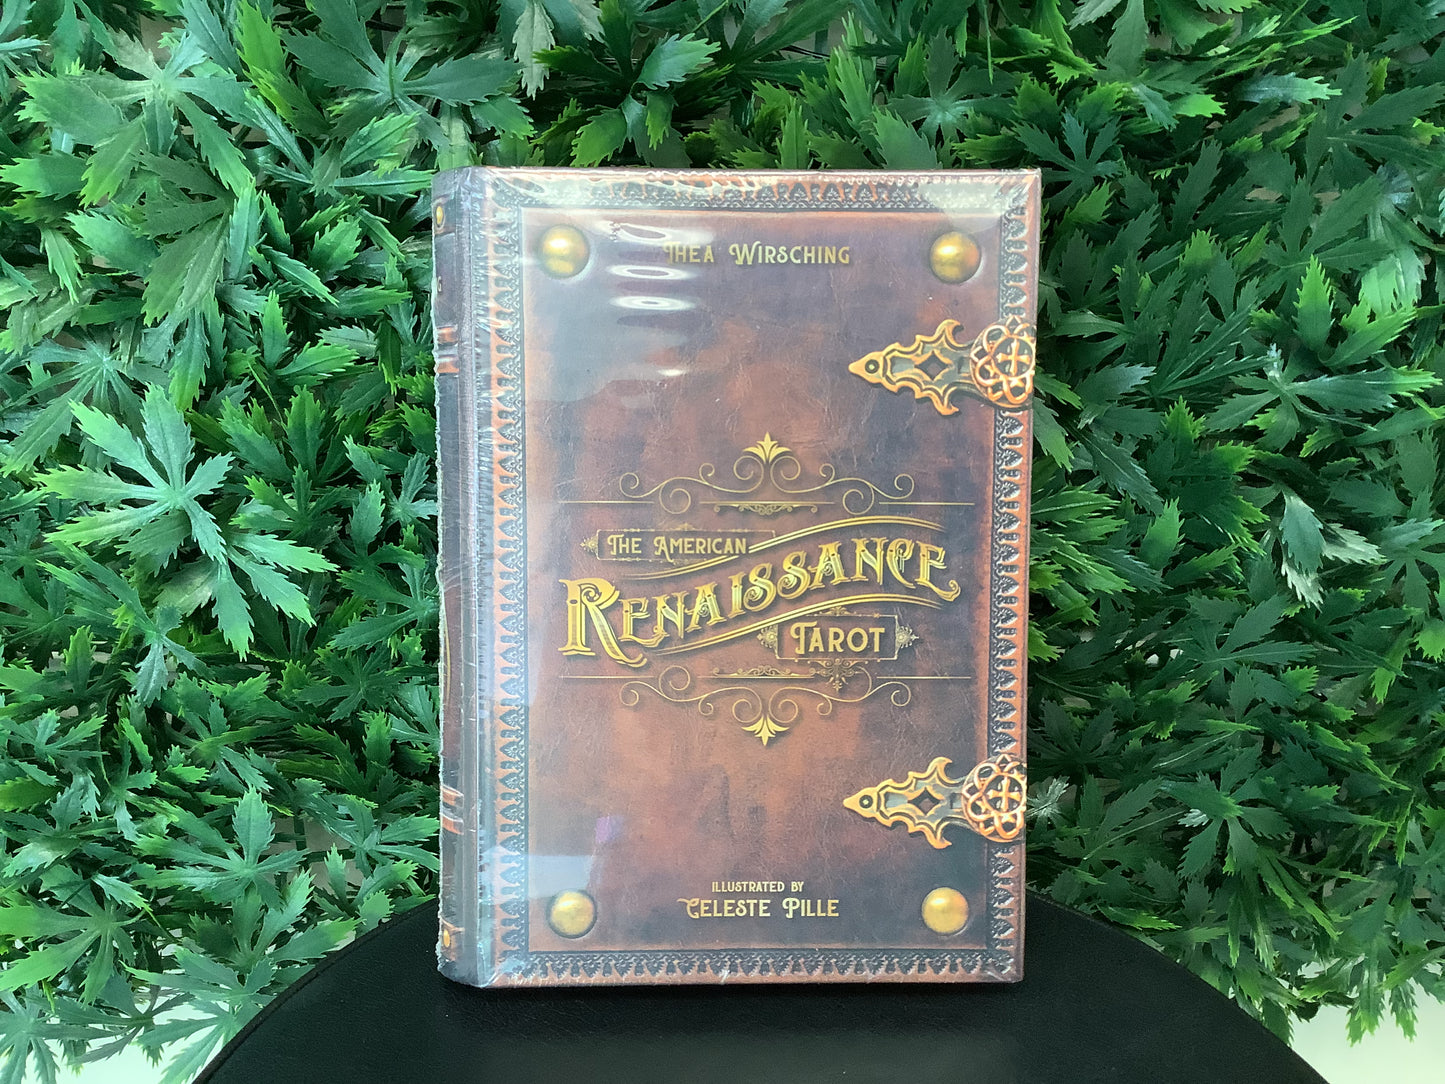 Thea Wirsching
The American
Renaissance
Tarot
Illustrated by
Celeste Pille